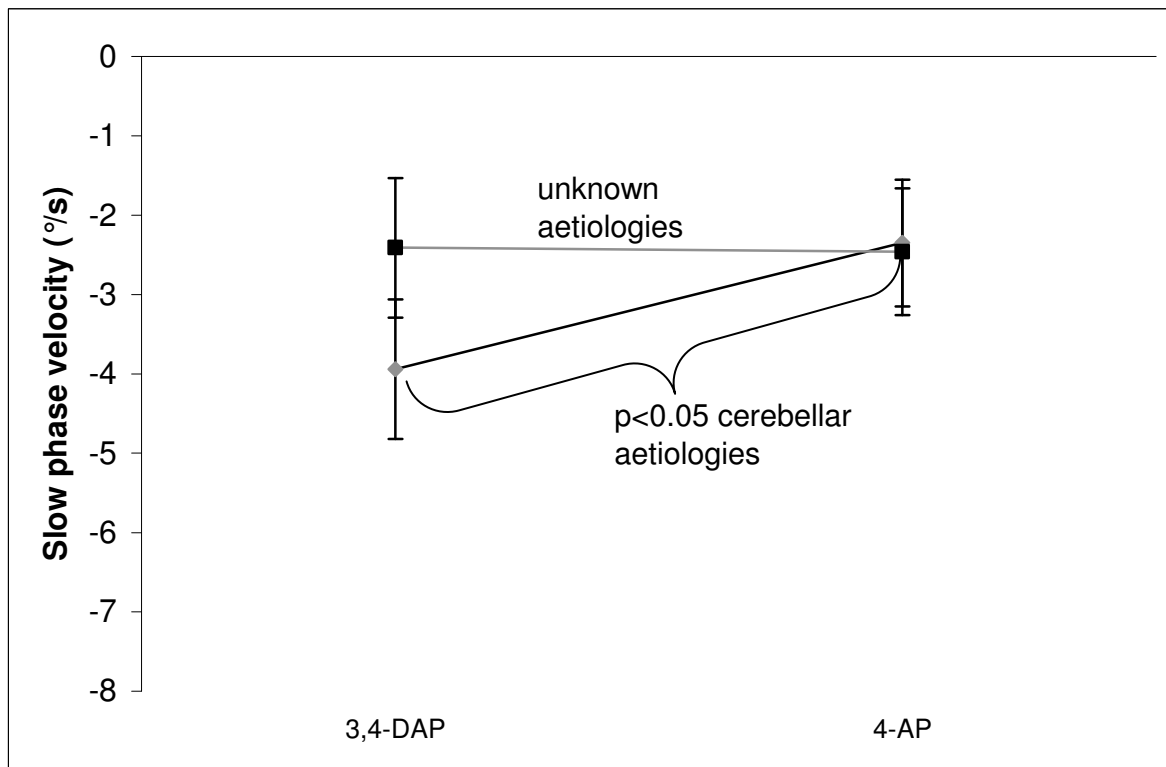 Slow phase velocity (°/s)
0
-1
-2
-3
-4
-5
-6
-7
-8
unknown
aetiologies
p<0.05 cerebellar
aetiologies
3,4-DAP
4-AP